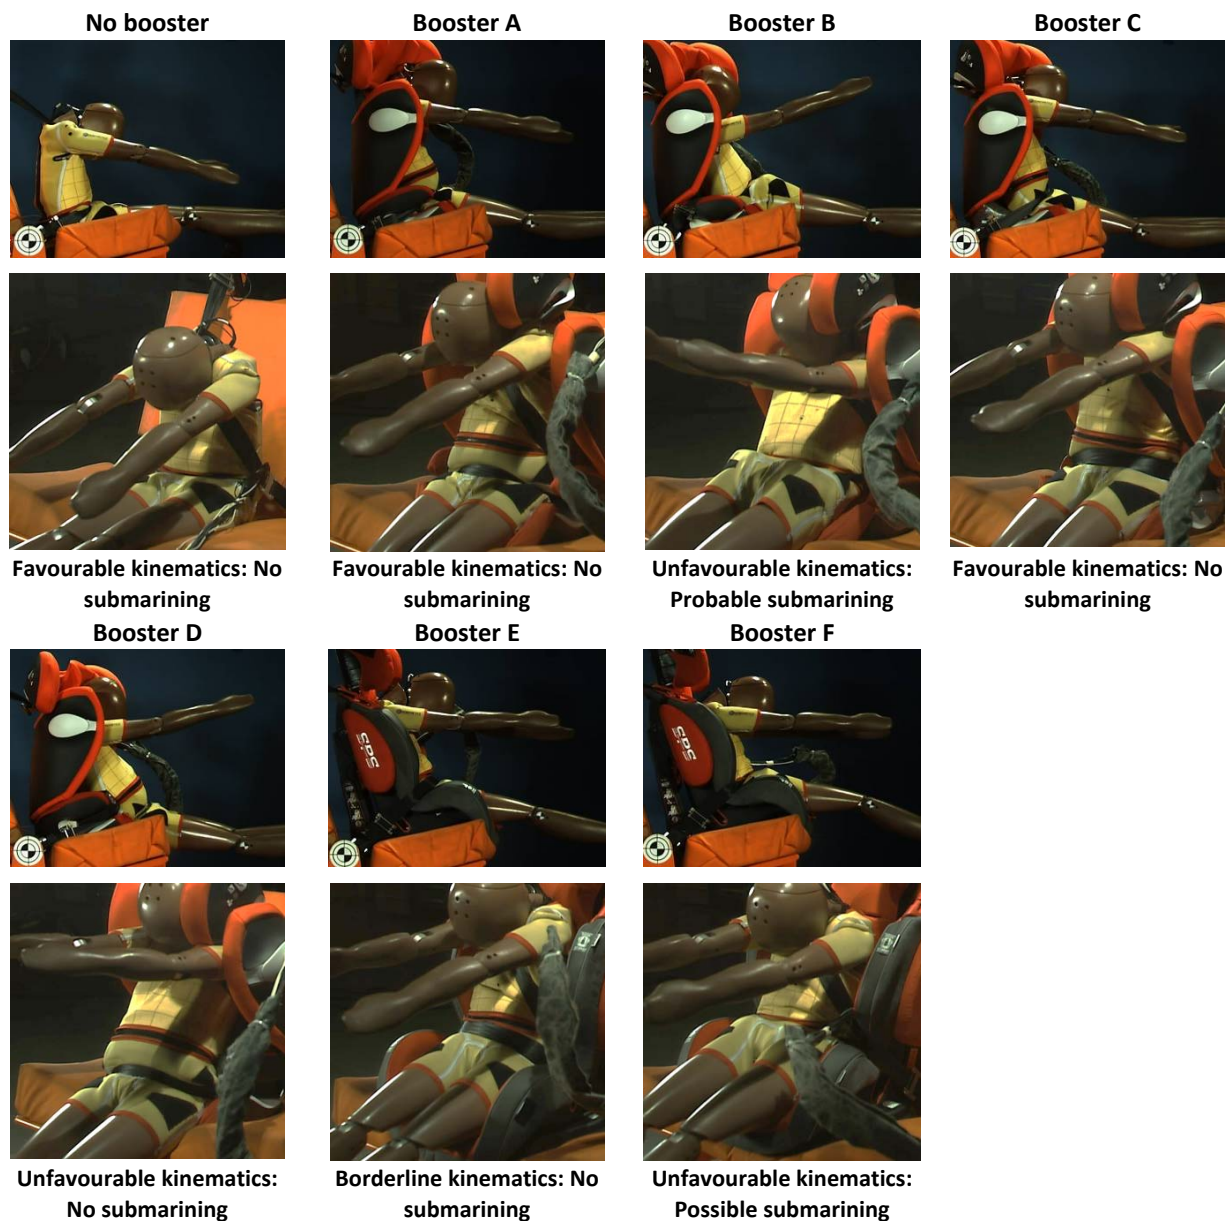 No booster
Booster A
Booster B
Booster C
Favourable kinematics: No
submarining
Favourable kinematics: No
submarining
Unfavourable kinematics:
Probable submarining
Favourable kinematics: No
submarining
Booster D
Booster E
Booster F
SPS
SPS
Unfavourable kinematics:
No submarining
Borderline kinematics: No
submarining
Unfavourable kinematics:
Possible submarining